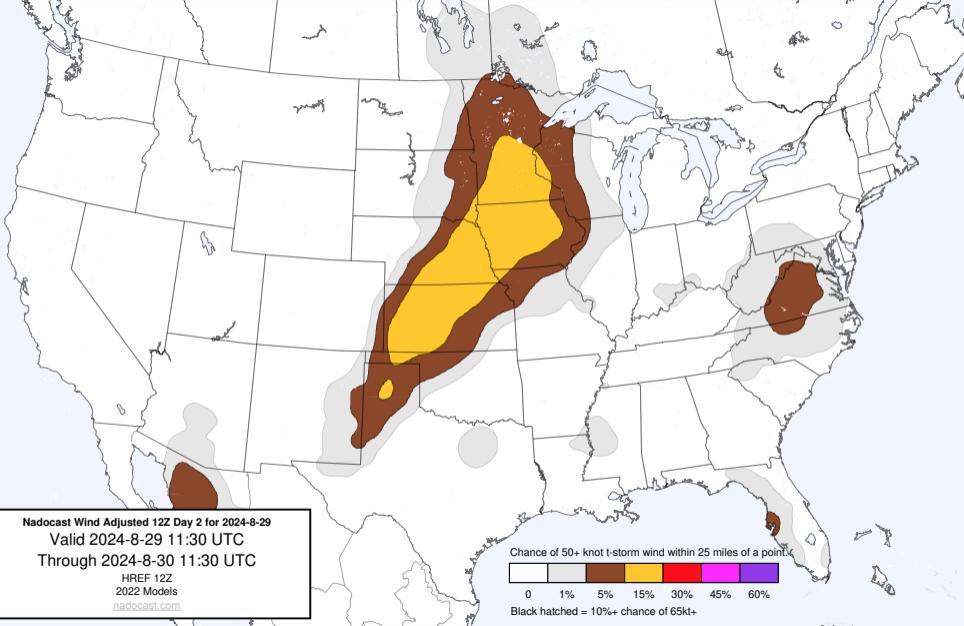 Nadocast Wind Adjusted 12Z Day 2 for 2024-8-29
Valid 2024-8-29 11:30 UTC
Through 2024-8-30 11:30 UTC
HREF 12Z
2022 Models
nadocast.com
Chance of 50+ knot t-storm wind within 25 miles of a point.
0 1% 5% 15% 30% 45% 60%
Black hatched = 10%+ chance of 65kt+